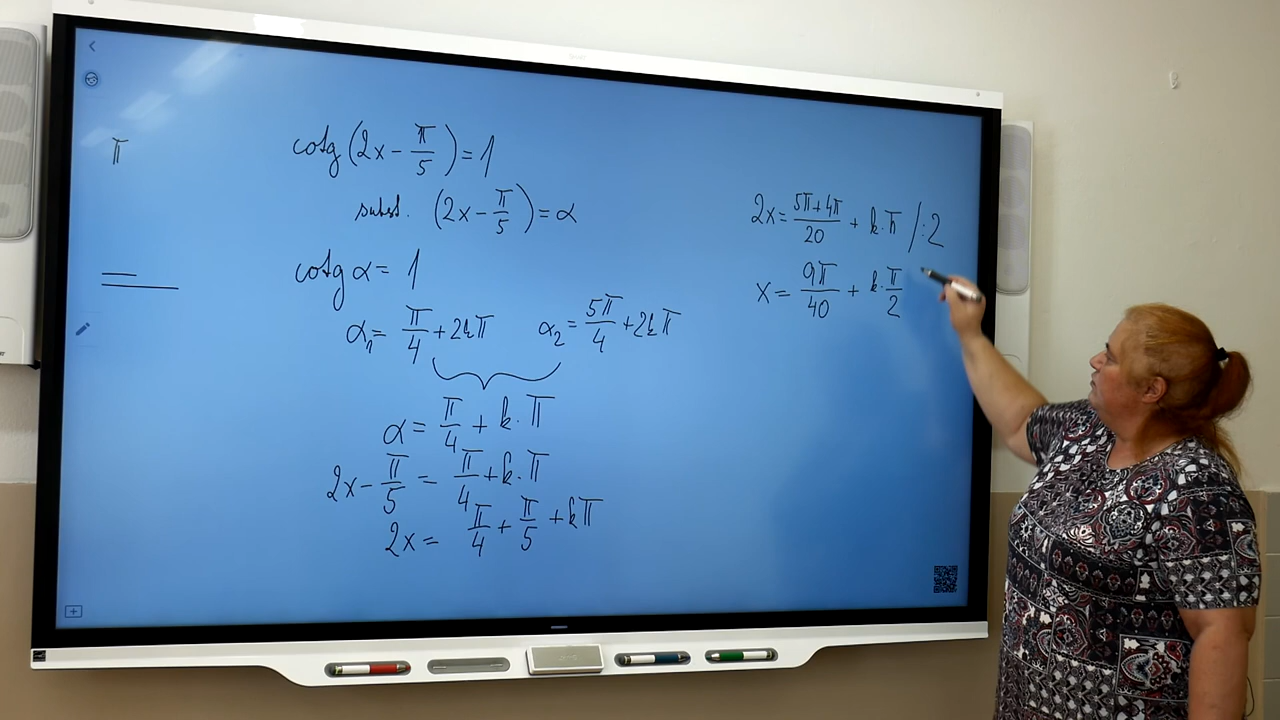 π
cotg (2x - π/5) = 1
subst. (2x - π/5) = α
cotg α = 1
α₁ = π/4 + 2kπ α₂ = 5π/4 + 2kπ
α = π/4 + k·π
2x - π/5 = π/4 + k·π
2x = π/4 + π/5 + kπ
2x = (5π+4π)/20 + k·π /:2
x = 9π/40 + k·π/2